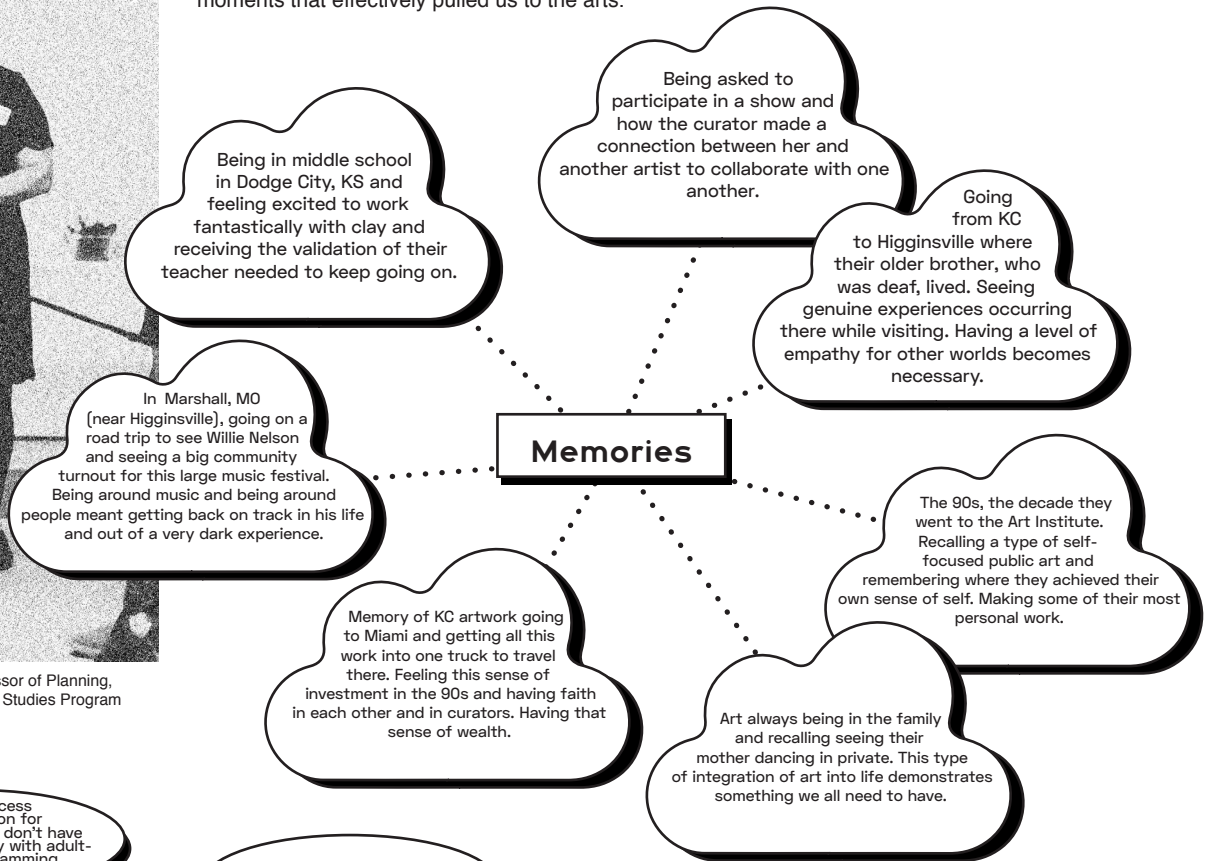 moments that effectively pulled us to the arts.
Being asked to
participate in a show and
how the curator made a
connection between her and
another artist to collaborate with one
another.
Being in middle school
in Dodge City, KS and
feeling excited to work
fantastically with clay and
receiving the validation of their
teacher needed to keep going on.
Going
from KC
to Higginsville where
their older brother, who
was deaf, lived. Seeing
genuine experiences occurring
there while visiting. Having a level of
empathy for other worlds becomes
necessary.
In Marshall, MO
(near Higginsville), going on a
road trip to see Willie Nelson
and seeing a big community
turnout for this large music festival.
Being around music and being around
people meant getting back on track in his life
and out of a very dark experience.
Memories
The 90s, the decade they
went to the Art Institute.
Recalling a type of self-
focused public art and
remembering where they achieved their
own sense of self. Making some of their most
personal work.
Memory of KC artwork going
to Miami and getting all this
work into one truck to travel
there. Feeling this sense of
investment in the 90s and having faith
in each other and in curators. Having that
sense of wealth.
Art always being in the family
and recalling seeing their
mother dancing in private. This type
of integration of art into life demonstrates
something we all need to have.
ssor of Planning,
Studies Program
cess
on for
don't have
y with adult-
amming